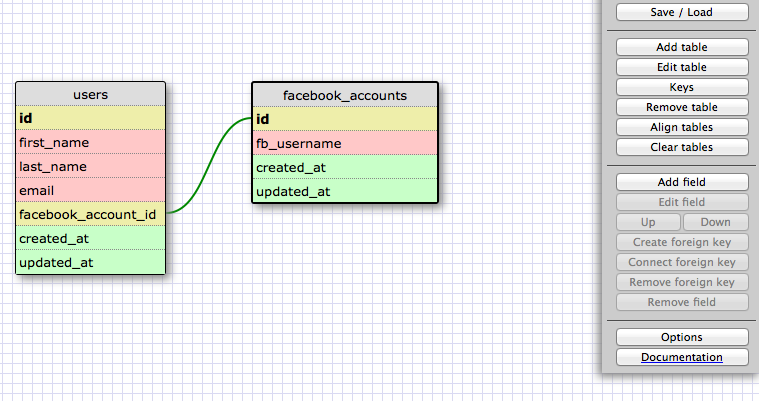 users
id
first_name
last_name
email
facebook_account_id
created_at
updated_at
facebook_accounts
id
fb_username
created_at
updated_at
Save / Load
Add table
Edit table
Keys
Remove table
Align tables
Clear tables
Add field
Edit field
Up Down
Create foreign key
Connect foreign key
Remove foreign key
Remove field
Options
Documentation